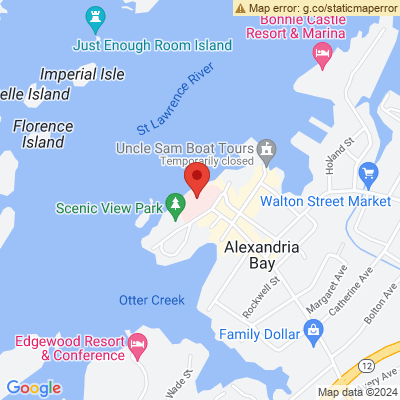 Map error: g.co/staticmaperror
Bonnie Castle
Resort & Marina
Just Enough Room Island
Imperial Isle
St Lawrence River
elle Island
Florence
Island
Uncle Sam Boat Tours
Temporarily closed
Holland St
Walton Street Market
Scenic View Park
Alexandria
Bay
Margaret Ave
Catherine Ave
Bolton Ave
Rockwell St
Otter Creek
Family Dollar
Edgewood Resort
& Conference
12
Wade St
very Ave
Map data ©2024